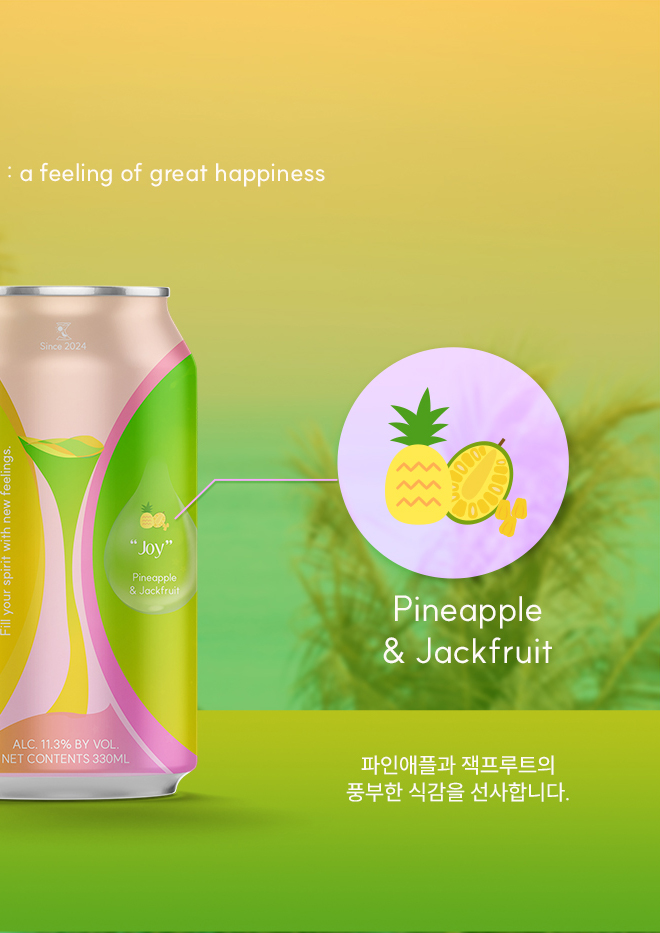 : a feeling of great happiness
Since 2024
Fill your spirit with new feelings.
“Joy”
Pineapple
& Jackfruit
ALC. 11.3% BY VOL.
NET CONTENTS 330ML
Pineapple
& Jackfruit
파인애플과 잭프루트의
풍부한 식감을 선사합니다.